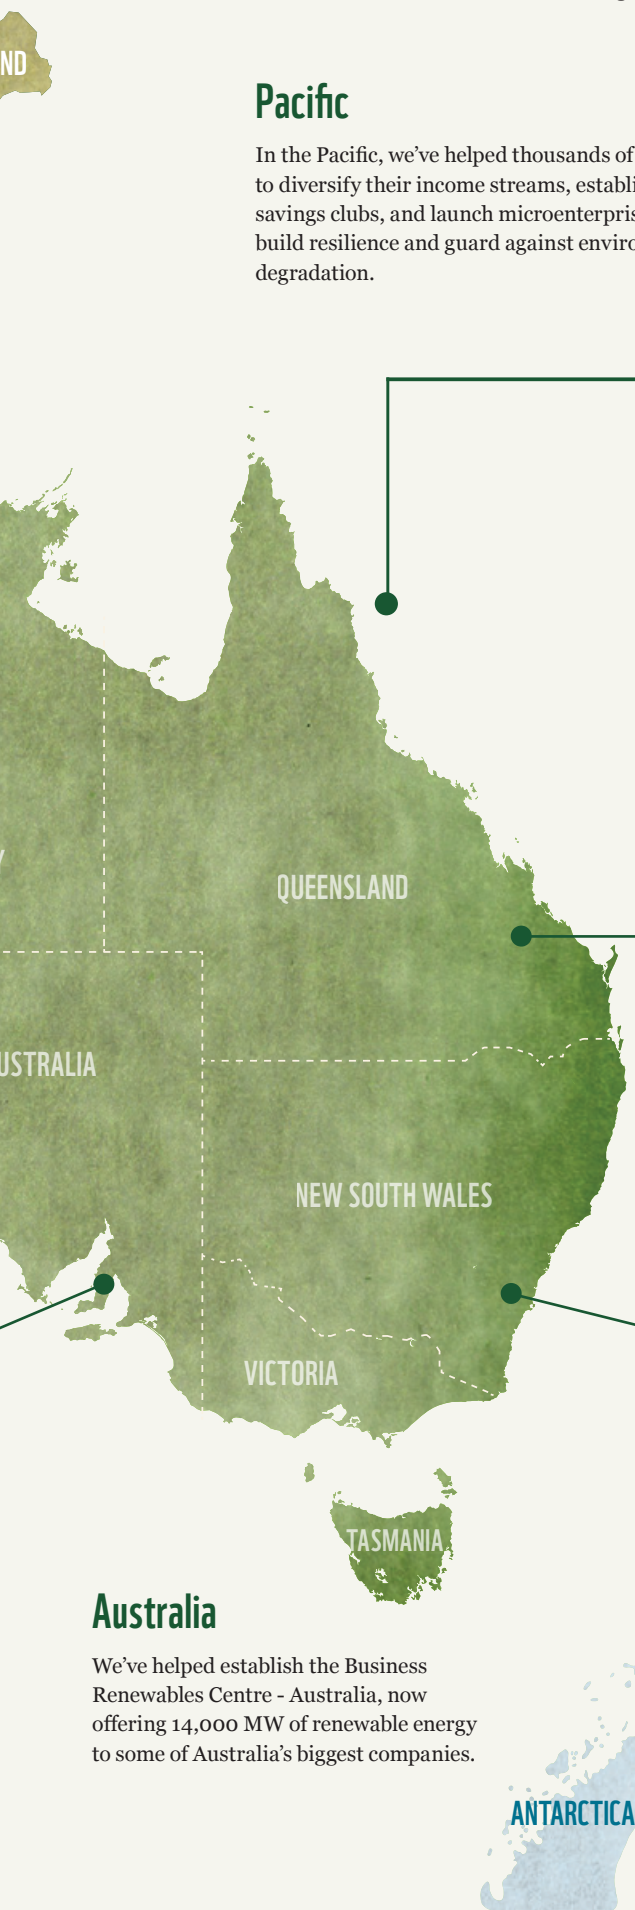 ND
Pacific
In the Pacific, we’ve helped thousands of
to diversify their income streams, establi
savings clubs, and launch microenterpris
build resilience and guard against enviro
degradation.
QUEENSLAND
USTRALIA
NEW SOUTH WALES
VICTORIA
TASMANIA
Australia
We’ve helped establish the Business
Renewables Centre - Australia, now
offering 14,000 MW of renewable energy
to some of Australia’s biggest companies.
ANTARCTICA